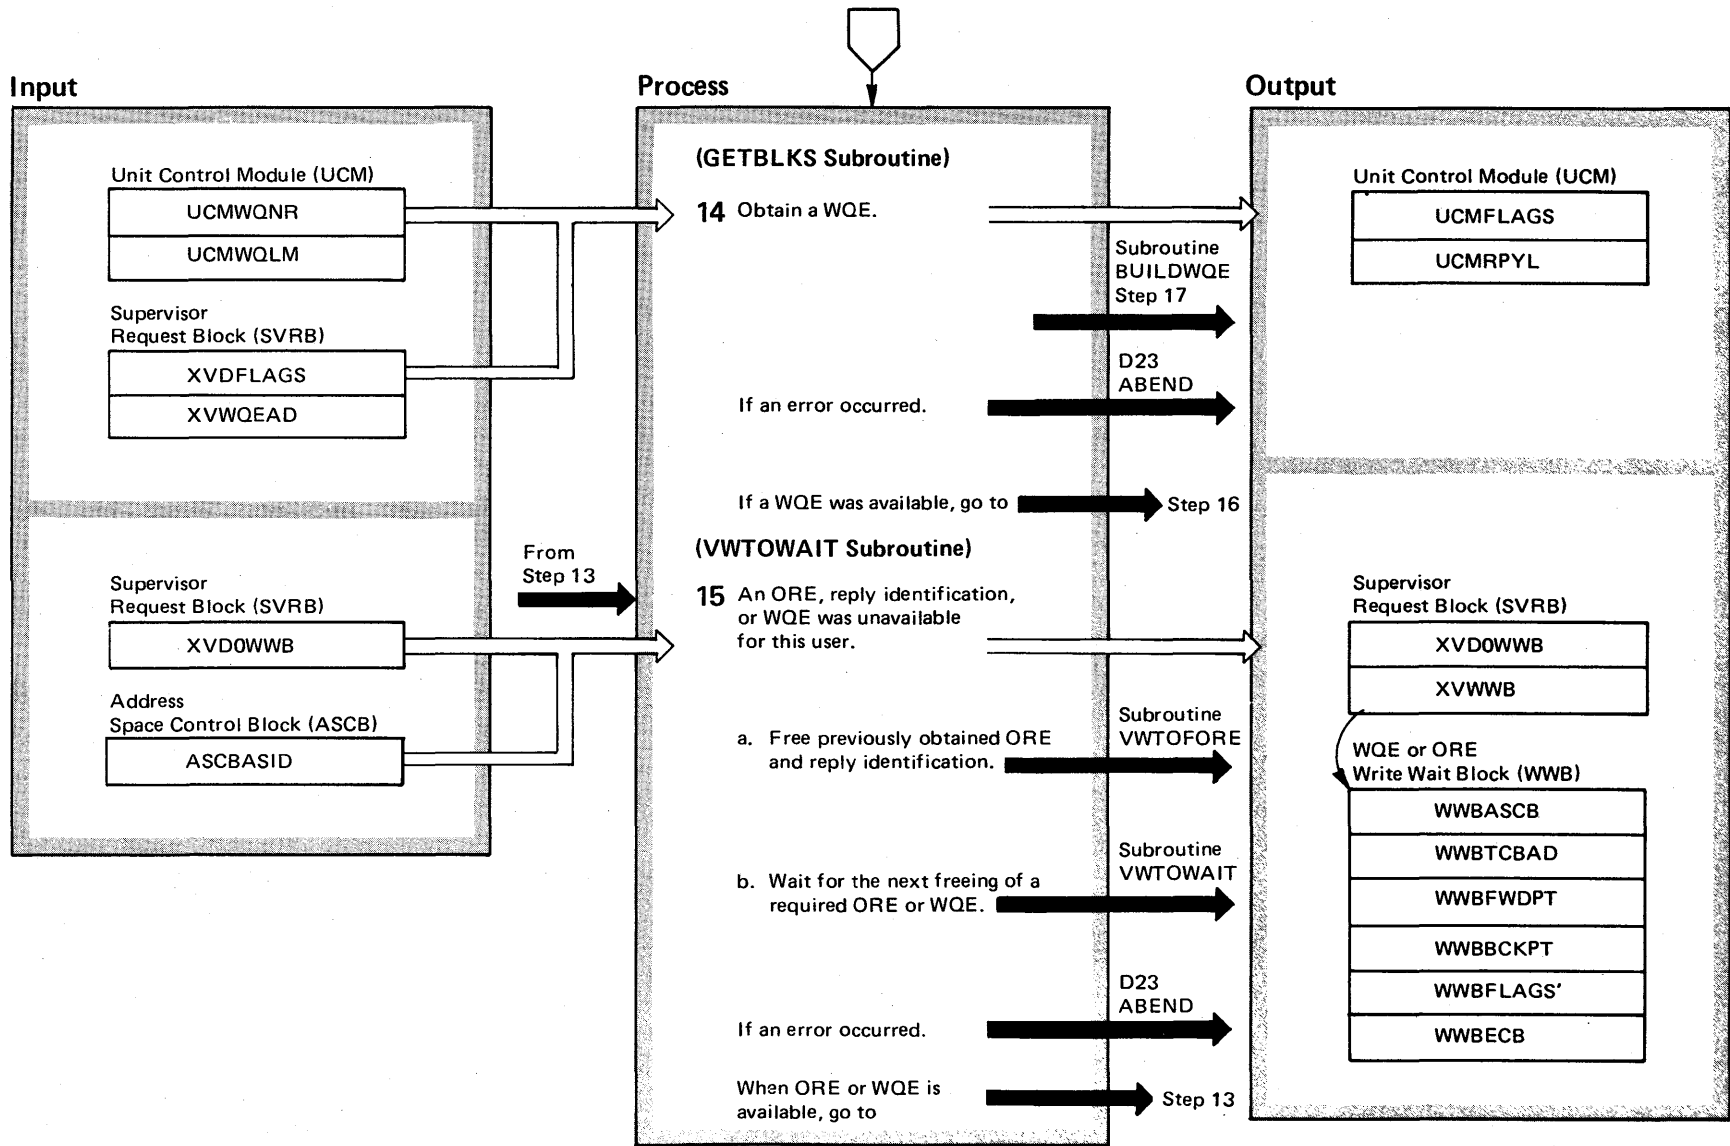 Input
Process
Output
Unit Control Module (UCM)
UCMWQNR
UCMWQLM
Supervisor
Request Block (SVRB)
XVDFLAGS
XVWQEAD
Supervisor
Request Block (SVRB)
XVD0WWB
Address
Space Control Block (ASCB)
ASCBASID
From
Step 13
(GETBLKS Subroutine)
14 Obtain a WQE.
Subroutine
BUILDWQE
Step 17
D23
ABEND
If an error occurred.
If a WQE was available, go to
Step 16
(VWTOWAIT Subroutine)
15 An ORE, reply identification,
or WQE was unavailable
for this user.
Subroutine
VWTOFORE
a. Free previously obtained ORE
and reply identification.
Subroutine
VWTOWAIT
b. Wait for the next freeing of a
required ORE or WQE.
D23
ABEND
If an error occurred.
When ORE or WQE is
available, go to
Step 13
Unit Control Module (UCM)
UCMFLAGS
UCMRPYL
Supervisor
Request Block (SVRB)
XVD0WWB
XVWWB
WQE or ORE
Write Wait Block (WWB)
WWBASCB
WWBTCBAD
WWBFWDPT
WWBBCKPT
WWBFLAGS'
WWBECB